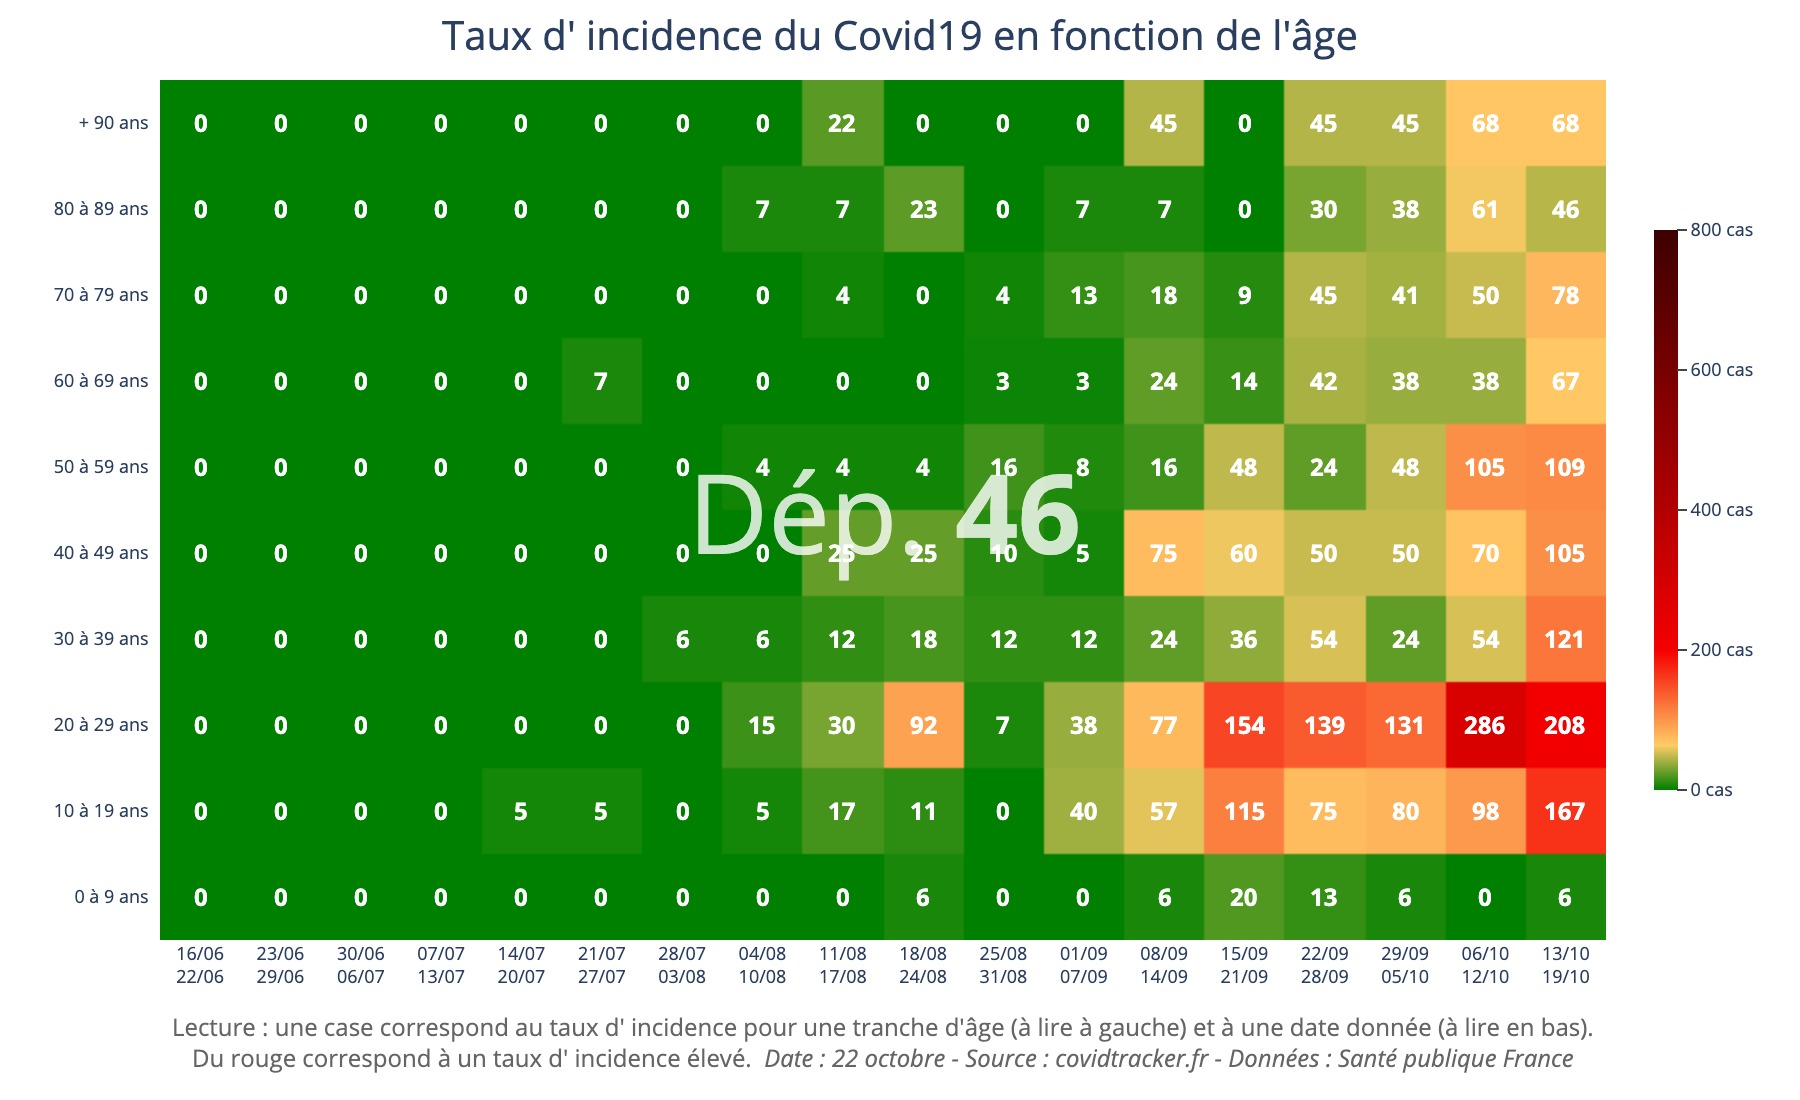 Taux d' incidence du Covid19 en fonction de l'âge
+ 90 ans 0 0 0 0 0 0 0 0 22 0 0 0 45 0 45 45 68 68
80 à 89 ans 0 0 0 0 0 0 0 7 7 23 0 7 7 0 30 38 61 46
800 cas
70 à 79 ans 0 0 0 0 0 0 0 0 4 0 4 13 18 9 45 41 50 78
60 à 69 ans 0 0 0 0 0 7 0 0 0 0 3 3 24 14 42 38 38 67
600 cas
50 à 59 ans 0 0 0 0 0 0 0 4 4 4 16 8 16 48 24 48 105 109
Dép. 46
400 cas
40 à 49 ans 0 0 0 0 0 0 0 0 25 25 10 5 75 60 50 50 70 105
30 à 39 ans 0 0 0 0 0 0 6 6 12 18 12 12 24 36 54 24 54 121
200 cas
20 à 29 ans 0 0 0 0 0 0 0 15 30 92 7 38 77 154 139 131 286 208
0 cas
10 à 19 ans 0 0 0 0 5 5 0 5 17 11 0 40 57 115 75 80 98 167
0 à 9 ans 0 0 0 0 0 0 0 0 0 6 0 0 6 20 13 6 0 6
16/06 23/06 30/06 07/07 14/07 21/07 28/07 04/08 11/08 18/08 25/08 01/09 08/09 15/09 22/09 29/09 06/10 13/10
22/06 29/06 06/07 13/07 20/07 27/07 03/08 10/08 17/08 24/08 31/08 07/09 14/09 21/09 28/09 05/10 12/10 19/10
Lecture : une case correspond au taux d' incidence pour une tranche d'âge (à lire à gauche) et à une date donnée (à lire en bas).
Du rouge correspond à un taux d' incidence élevé. Date : 22 octobre - Source : covidtracker.fr - Données : Santé publique France